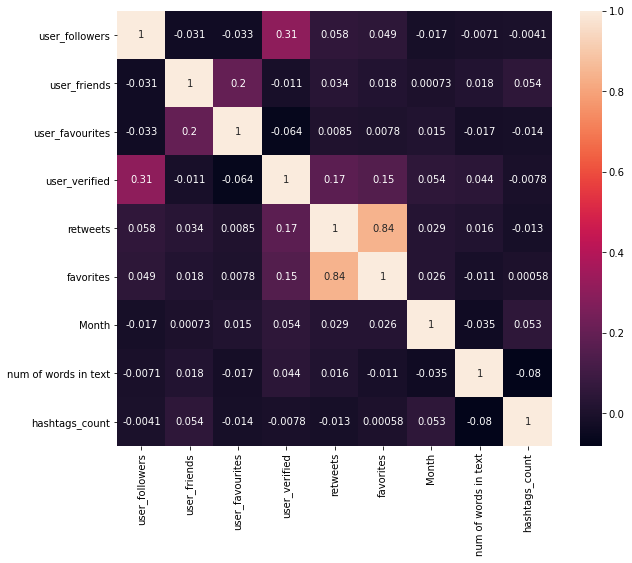 user_followers 1 -0.031 -0.033 0.31 0.058 0.049 -0.017 -0.0071 -0.0041
user_friends -0.031 1 0.2 -0.011 0.034 0.018 0.00073 0.018 0.054
user_favourites -0.033 0.2 1 -0.064 0.0085 0.0078 0.015 -0.017 -0.014
user_verified 0.31 -0.011 -0.064 1 0.17 0.15 0.054 0.044 -0.0078
retweets 0.058 0.034 0.0085 0.17 1 0.84 0.029 0.016 -0.013
favorites 0.049 0.018 0.0078 0.15 0.84 1 0.026 -0.011 0.00058
Month -0.017 0.00073 0.015 0.054 0.029 0.026 1 -0.035 0.053
num of words in text -0.0071 0.018 -0.017 0.044 0.016 -0.011 -0.035 1 -0.08
hashtags_count -0.0041 0.054 -0.014 -0.0078 -0.013 0.00058 0.053 -0.08 1
user_followers
user_friends
user_favourites
user_verified
retweets
favorites
Month
num of words in text
hashtags_count
1.0
0.8
0.6
0.4
0.2
0.0